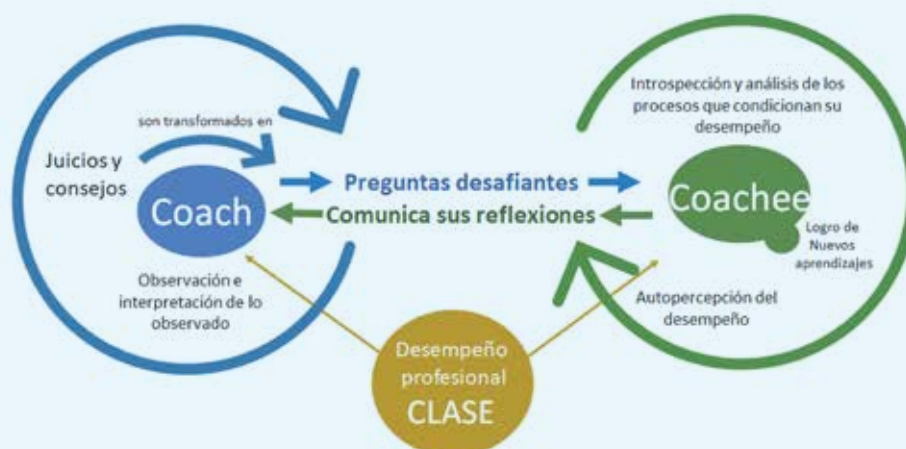 son transformados en
Juicios y
consejos
Coach
Observación e
interpretación de lo
observado
Preguntas desafiantes
Comunica sus reflexiones
Introspección y análisis de los
procesos que condicionan su
desempeño
Coachee
Logro de
Nuevos
aprendizajes
Autopercepción del
desempeño
Desempeño
profesional
CLASE